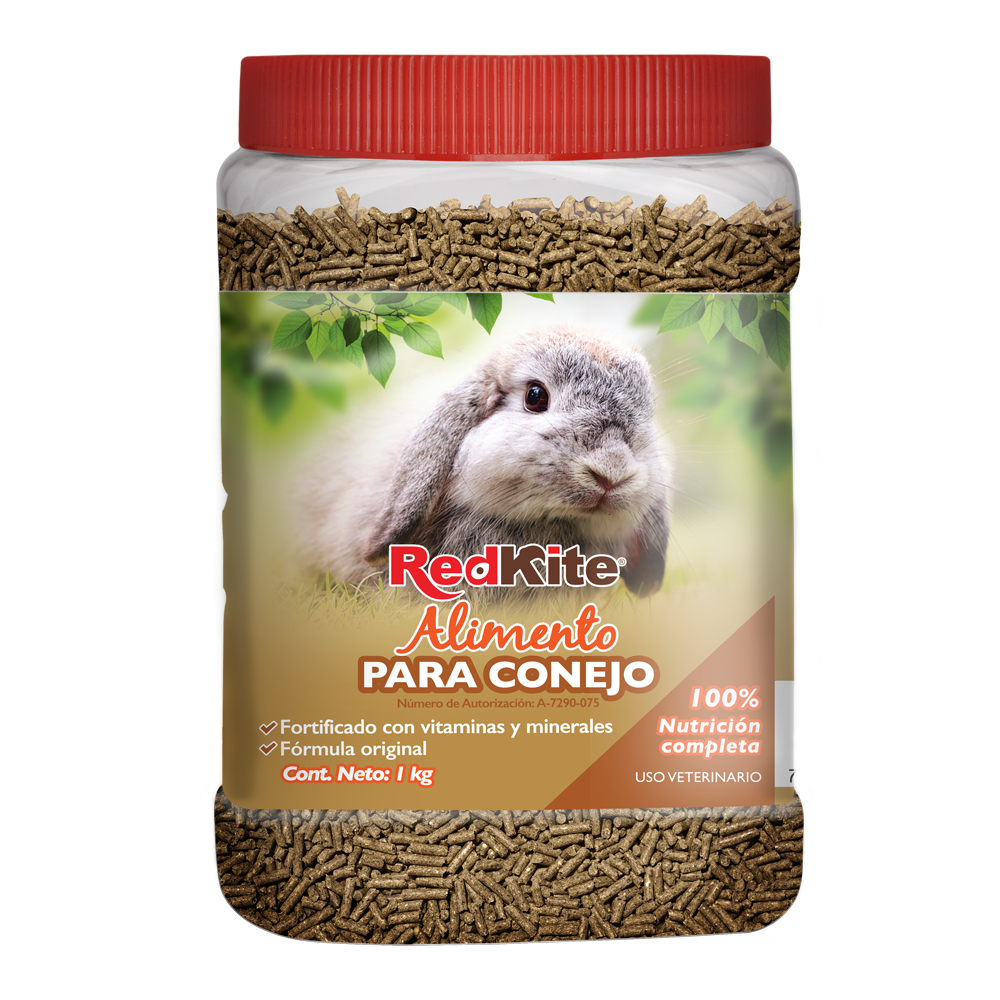 RedKite®
Alimento
PARA CONEJO
Número de Autorización: A-7290-075
Fortificado con vitaminas y minerales
Fórmula original
Cont. Neto: 1 kg
100%
Nutrición
completa
USO VETERINARIO
7